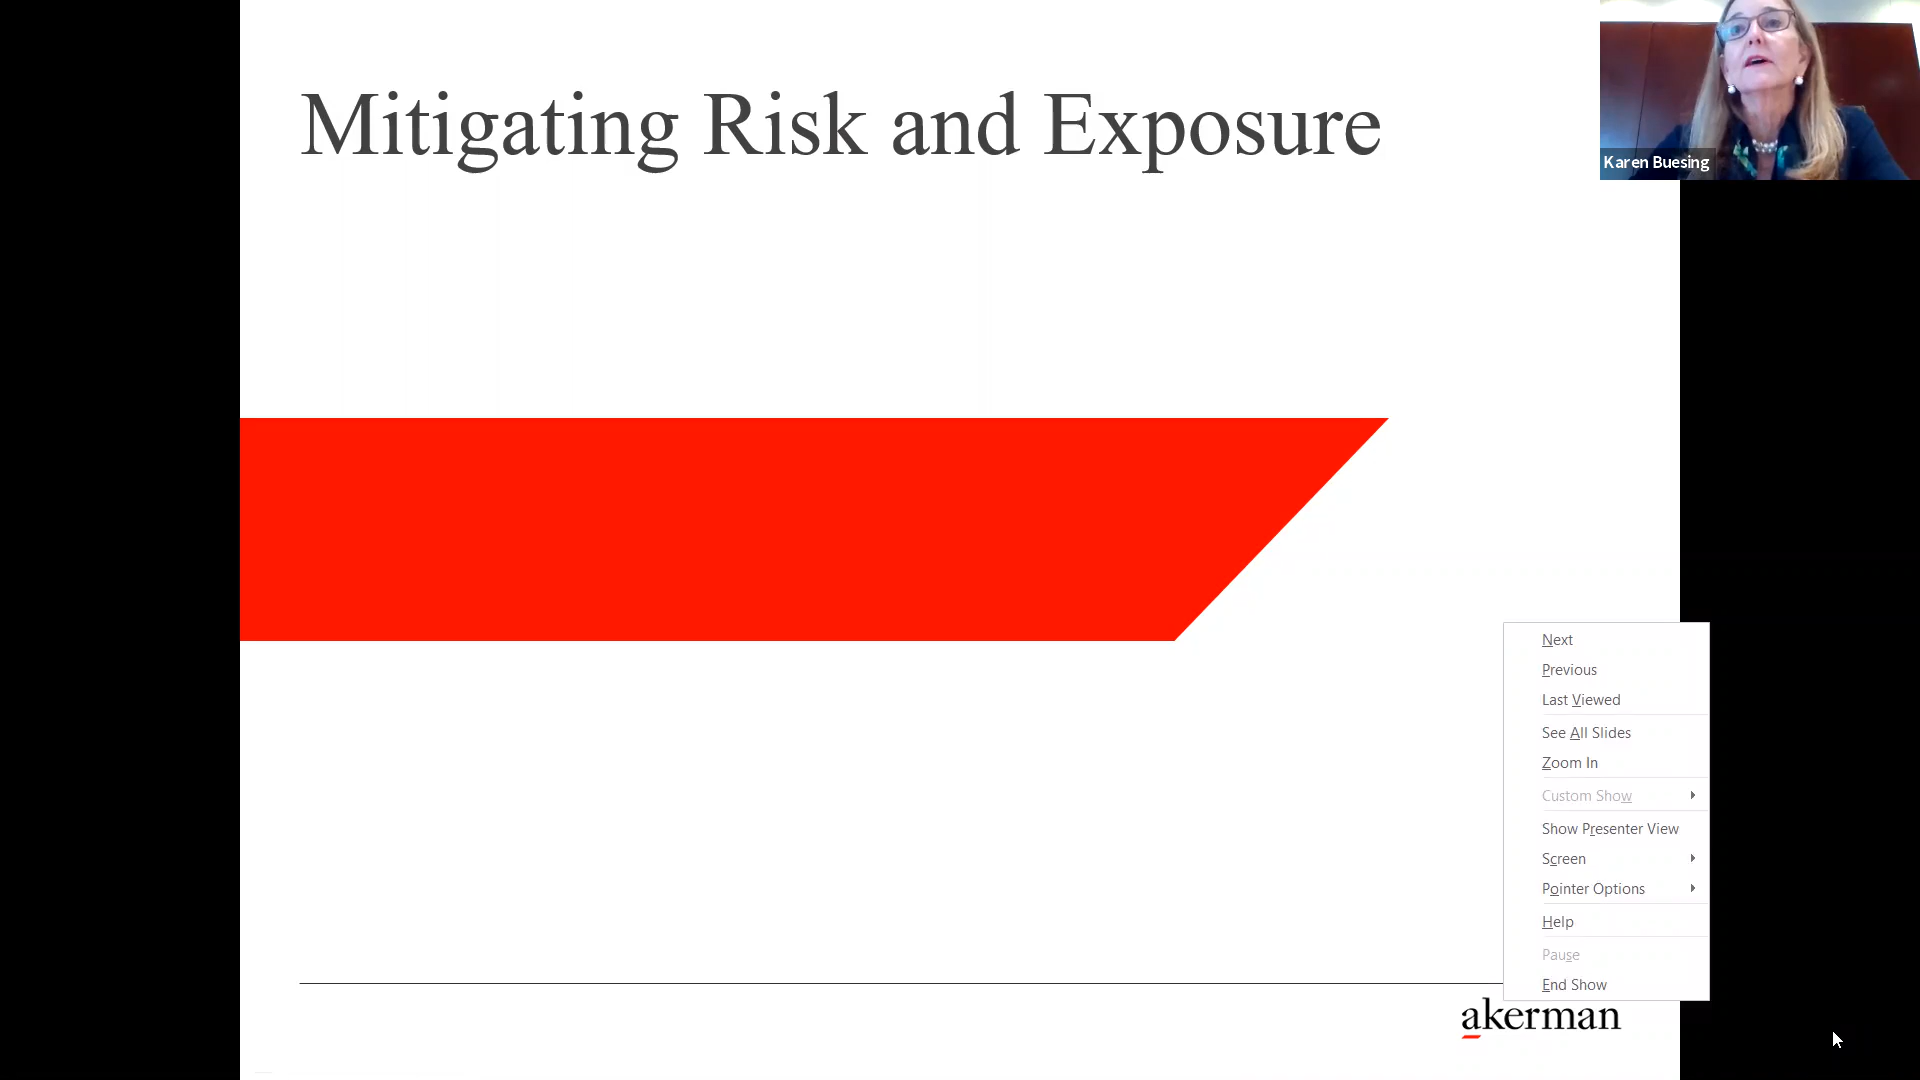 Mitigating Risk and Exposure
Karen Buesing
Next
Previous
Last Viewed
See All Slides
Zoom In
Custom Show
Show Presenter View
Screen
Pointer Options
Help
Pause
End Show
akerman